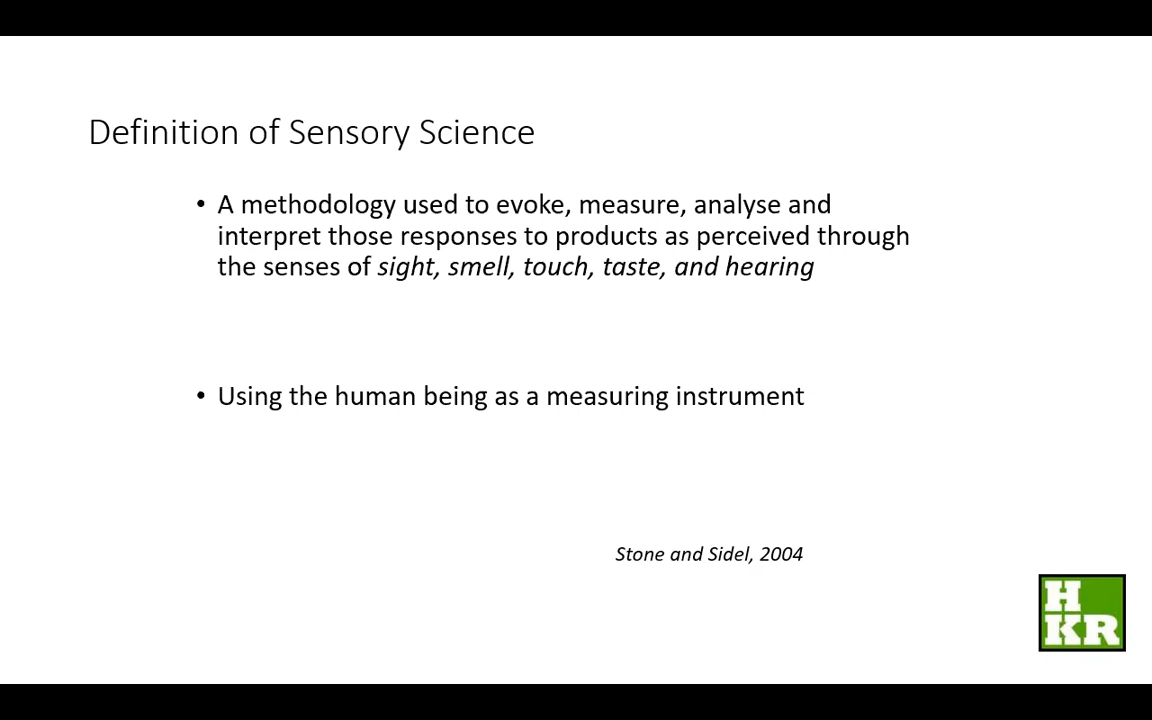 Definition of Sensory Science
• A methodology used to evoke, measure, analyse and
interpret those responses to products as perceived through
the senses of sight, smell, touch, taste, and hearing
• Using the human being as a measuring instrument
Stone and Sidel, 2004
H
KR